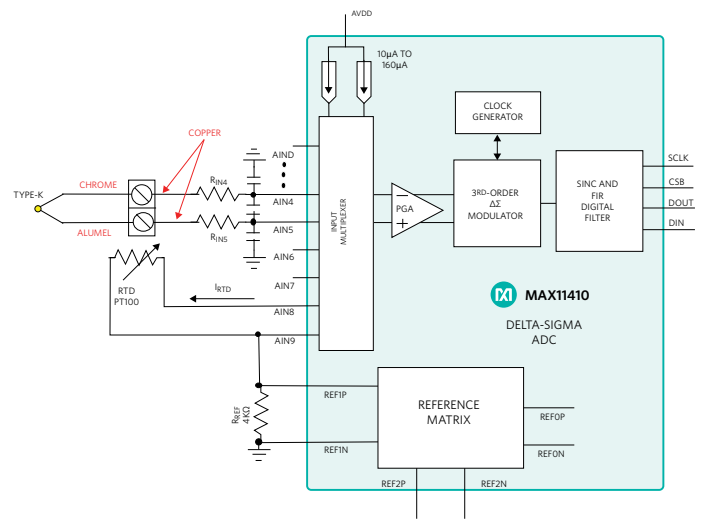 AVDD
10µA TO
160µA
CLOCK
GENERATOR
COPPER
AIND
SCLK
CHROME
RIN4
TYPE-K
AIN4
INPUT
MULTIPLEXER
PGA
3RD-ORDER
ΔΣ
MODULATOR
SINC AND
FIR
DIGITAL
FILTER
CSB
DOUT
DIN
ALUMEL
RIN5
AIN5
AIN6
RTD
PT100
IRTD
AIN7
AIN8
MAX11410
DELTA-SIGMA
ADC
AIN9
REF1P
RREF
4KΩ
REFERENCE
MATRIX
REF0P
REF1N
REF0N
REF2P
REF2N